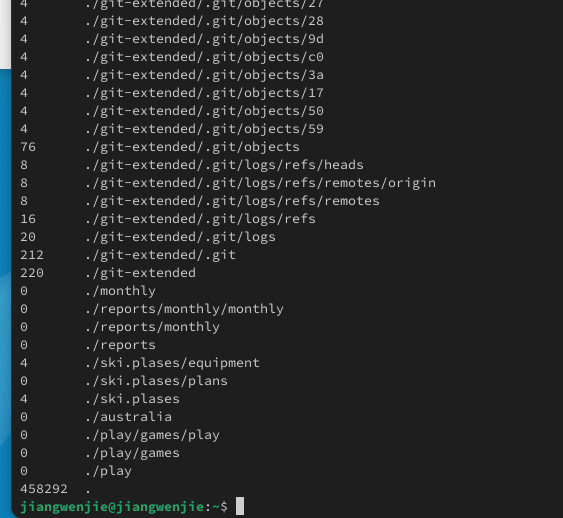 4 ./git-extended/.git/objects/27
4 ./git-extended/.git/objects/28
4 ./git-extended/.git/objects/9d
4 ./git-extended/.git/objects/c0
4 ./git-extended/.git/objects/3a
4 ./git-extended/.git/objects/17
4 ./git-extended/.git/objects/50
4 ./git-extended/.git/objects/59
76 ./git-extended/.git/objects
8 ./git-extended/.git/logs/refs/heads
8 ./git-extended/.git/logs/refs/remotes/origin
8 ./git-extended/.git/logs/refs/remotes
16 ./git-extended/.git/logs/refs
20 ./git-extended/.git/logs
212 ./git-extended/.git
220 ./git-extended
0 ./monthly
0 ./reports/monthly/monthly
0 ./reports/monthly
0 ./reports
4 ./ski.plases/equipment
0 ./ski.plases/plans
4 ./ski.plases
0 ./australia
0 ./play/games/play
0 ./play/games
0 ./play
458292 .
jiangwenjie@jiangwenjie:~$